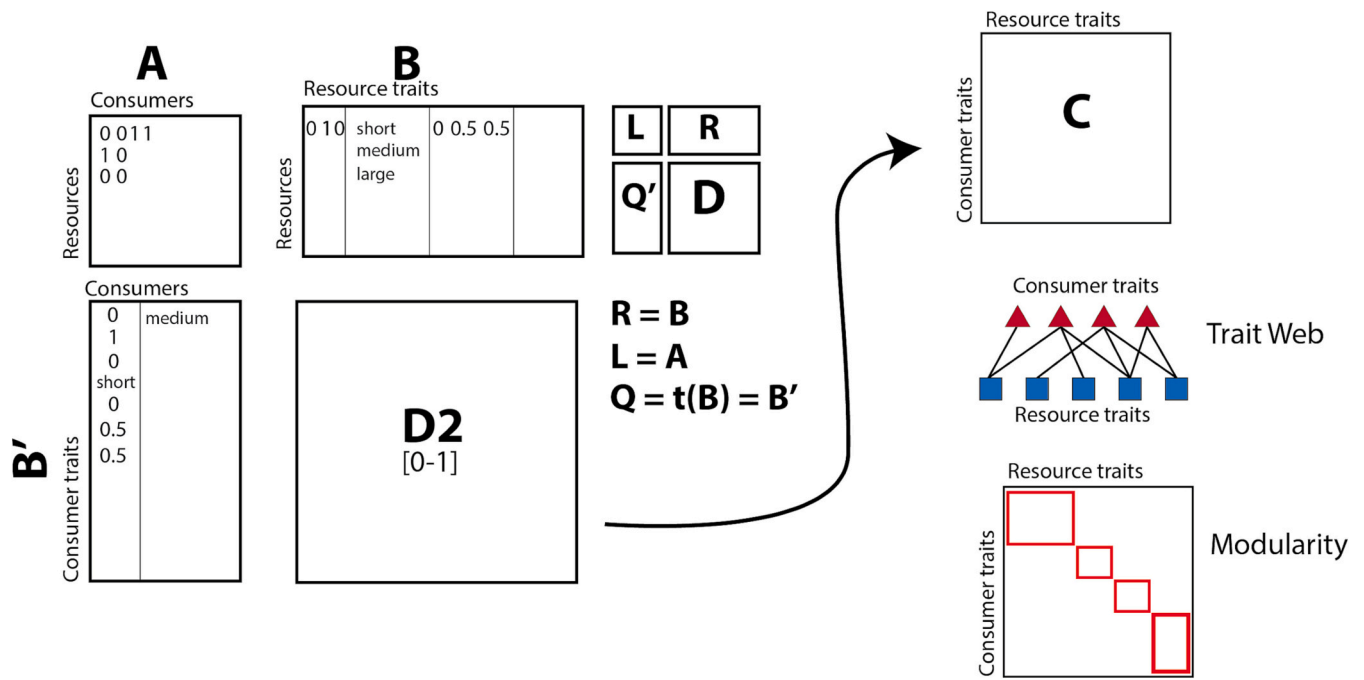 A
Consumers
0 0 1 1
1 0
0 0
Resources
B
Resource traits
0 1 0
short
medium
large
0 0.5 0.5
Resources
L
R
Q'
D
Consumers
0
1
0
short
0
0.5
0.5
medium
B'
Consumer traits
D2
[0-1]
R = B
L = A
Q = t(B) = B'
Resource traits
Consumer traits
C
Consumer traits
Resource traits
Trait Web
Resource traits
Consumer traits
Modularity